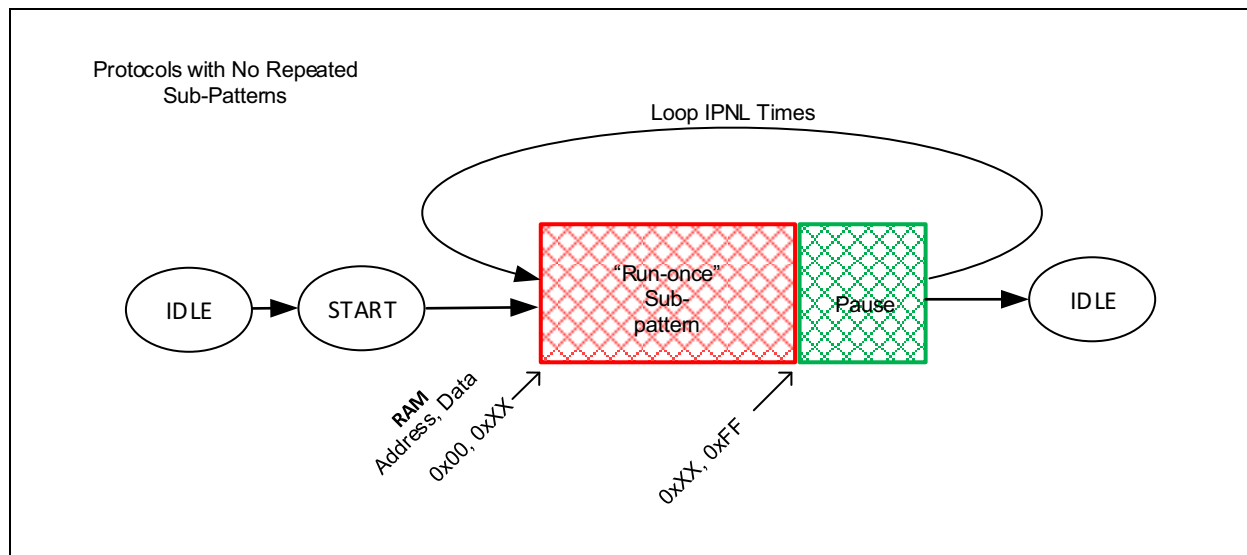 Protocols with No Repeated
Sub-Patterns
Loop IPNL Times
IDLE
START
“Run-once”
Sub-
pattern
Pause
IDLE
RAM
Address, Data
0x00, 0xXX
0xXX, 0xFF